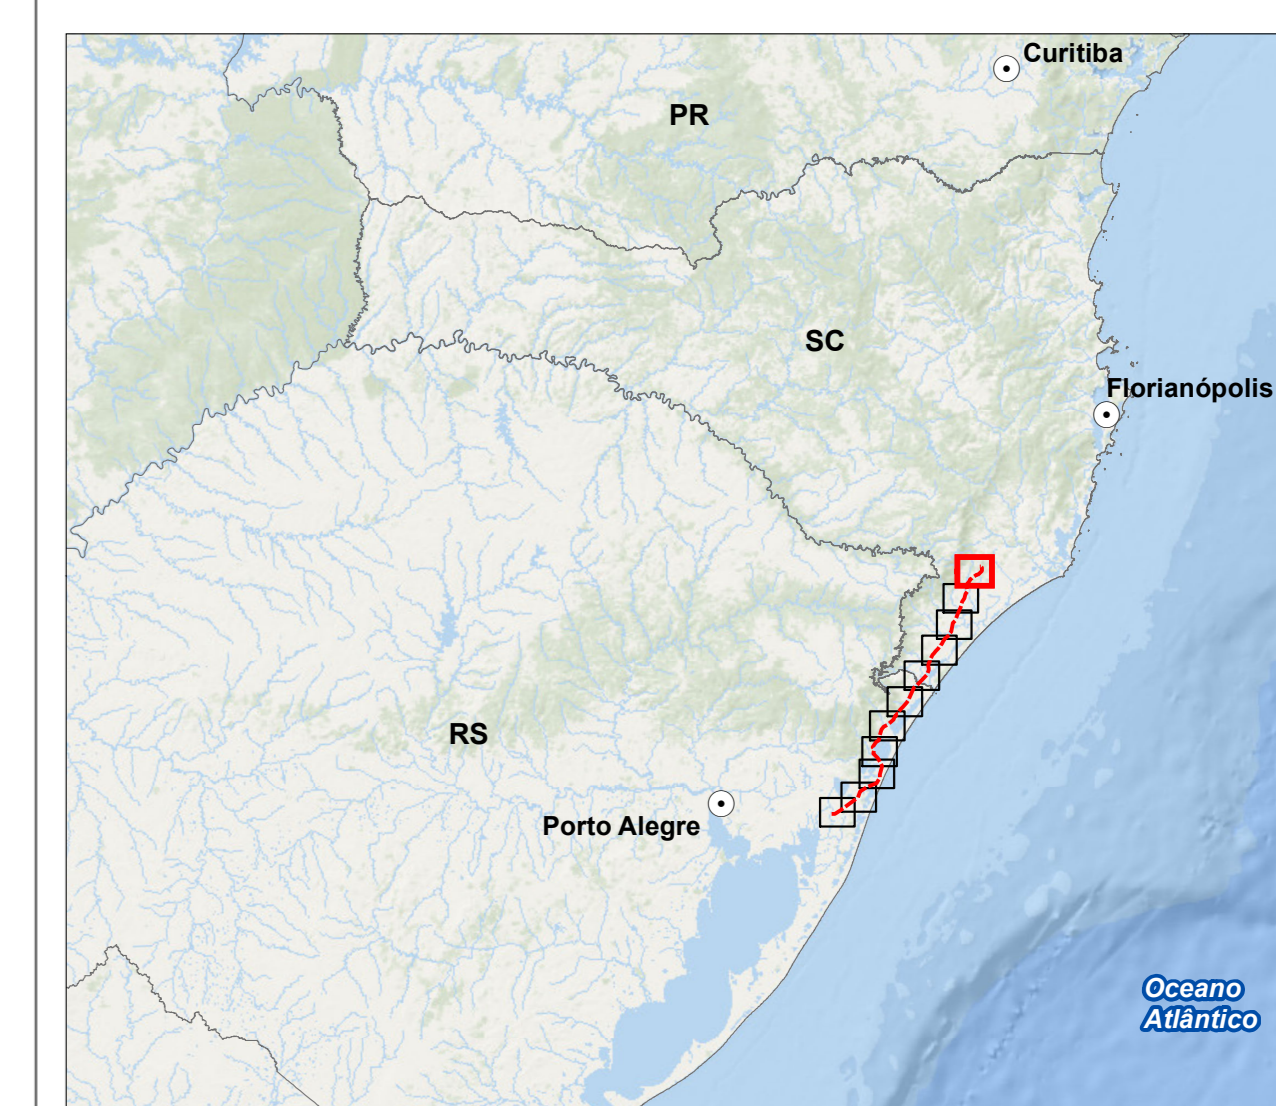 Curitiba
PR
SC
Florianópolis
RS
Porto Alegre
Oceano
Atlântico